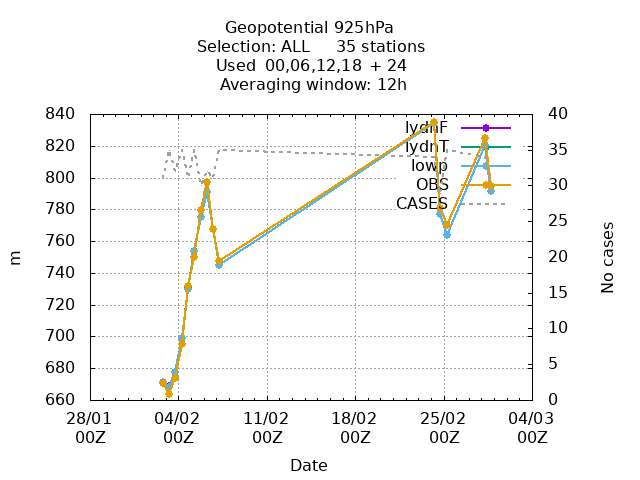 Geopotential 925hPa
Selection: ALL 35 stations
Used 00,06,12,18 + 24
Averaging window: 12h
840 40
820 35
800 30
780 25
760 20
740 15
720 10
700 5
680 0
660
lydnF
lydnT
lowp
OBS
CASES
m
No cases
28/01 04/02 11/02 18/02 25/02 04/03
00Z 00Z 00Z 00Z 00Z 00Z
Date